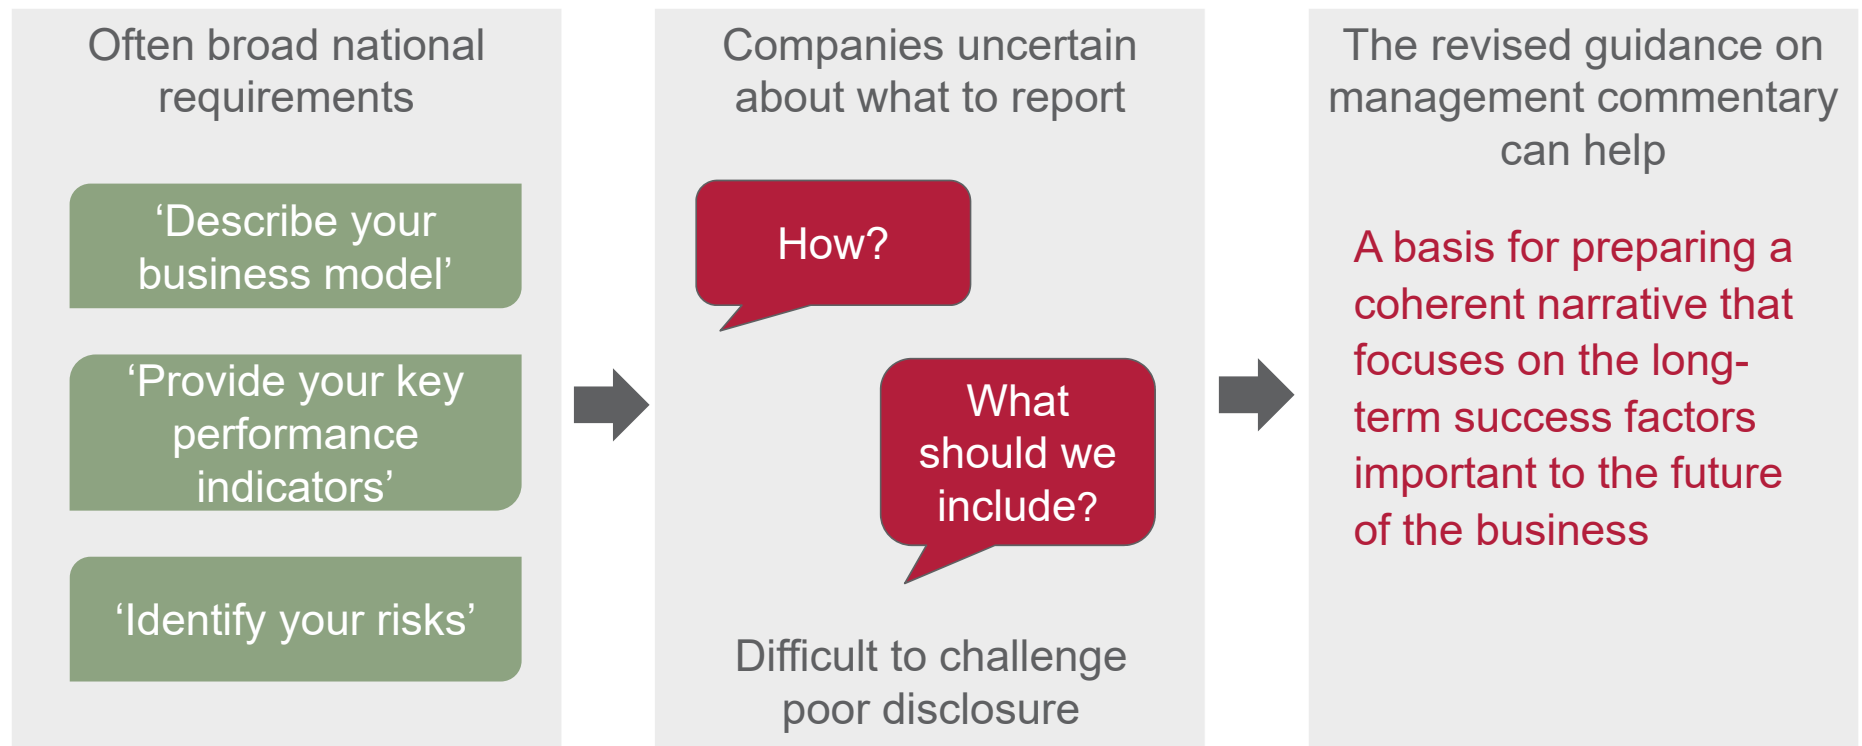 Often broad national
requirements
‘Describe your
business model’
‘Provide your key
performance
indicators’
‘Identify your risks’
Companies uncertain
about what to report
How?
What
should we
include?
Difficult to challenge
poor disclosure
The revised guidance on
management commentary
can help
A basis for preparing a
coherent narrative that
focuses on the long-
term success factors
important to the future
of the business